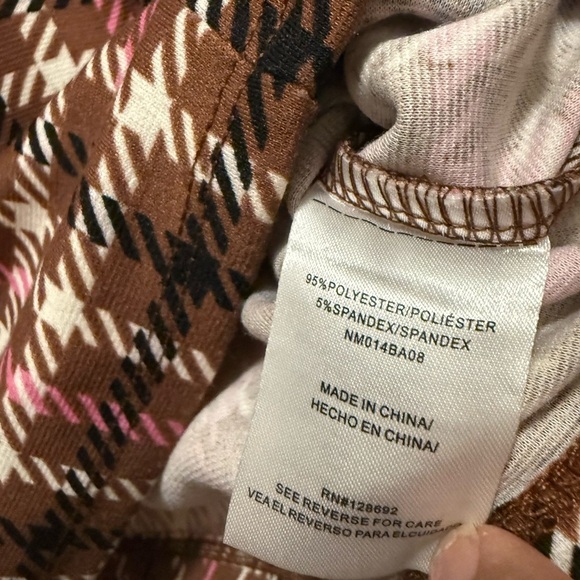 95%POLYESTER/POLIÉSTER
5%SPANDEX/SPANDEX
NM014BA08
MADE IN CHINA/
HECHO EN CHINA/
RN#128692
SEE REVERSE FOR CARE
VEA EL REVERSO PARA EL CUIDADO